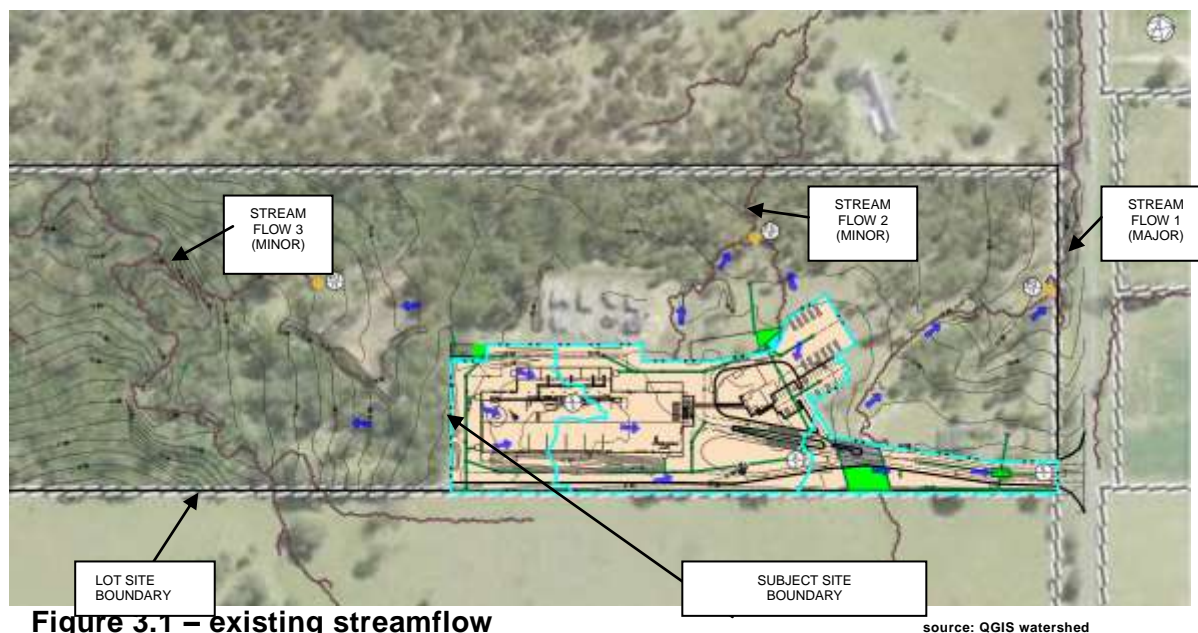 STREAM
FLOW 3
(MINOR)
STREAM
FLOW 2
(MINOR)
STREAM
FLOW 1
(MAJOR)
LOT SITE
BOUNDARY
SUBJECT SITE
BOUNDARY
Figure 3.1 – existing streamflow
source: QGIS watershed